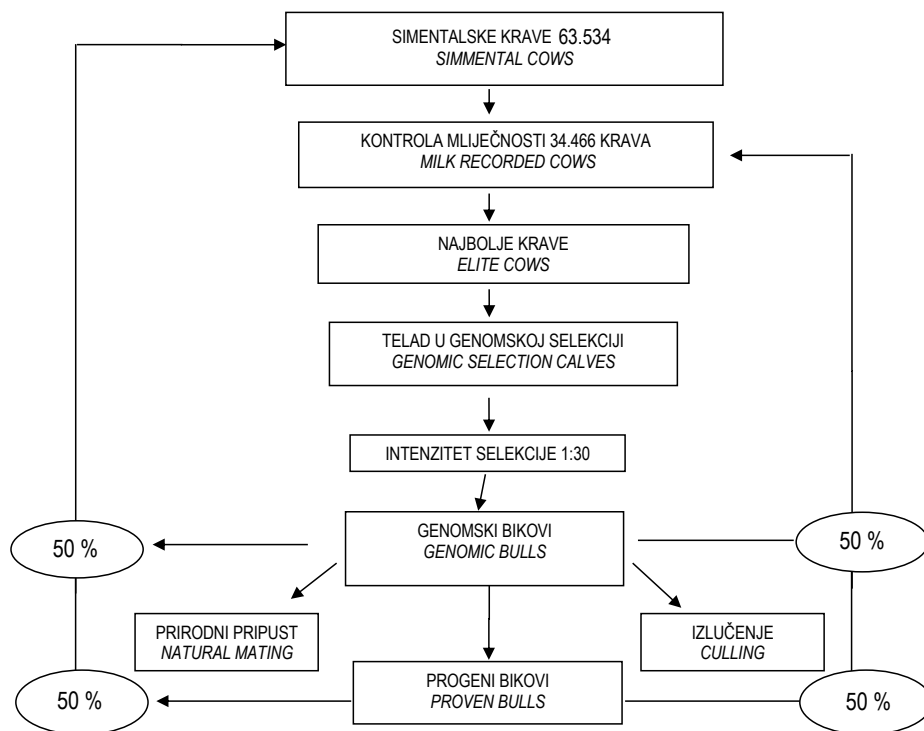 SIMENTALSKE KRAVE 63.534
SIMMENTAL COWS
KONTROLA MLIJEČNOSTI 34.466 KRAVA
MILK RECORDED COWS
NAJBOLJE KRAVE
ELITE COWS
TELAD U GENOMSKOJ SELEKCIJI
GENOMIC SELECTION CALVES
INTENZITET SELEKCIJE 1:30
50 %
GENOMSKI BIKOVI
GENOMIC BULLS
50 %
PRIRODNI PRIPUST
NATURAL MATING
IZLUČENJE
CULLING
50 %
PROGENI BIKOVI
PROVEN BULLS
50 %